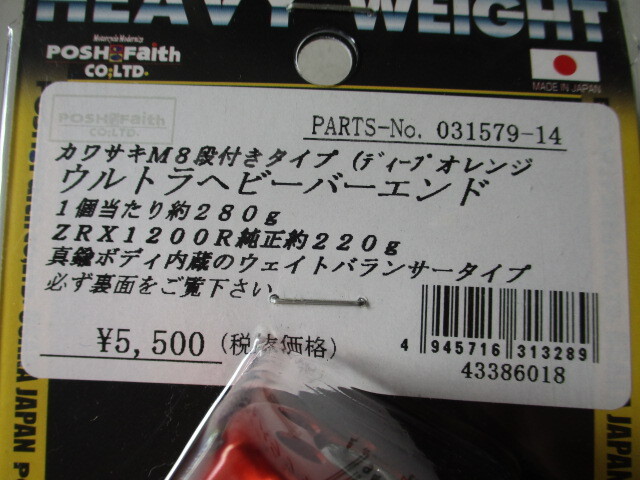 HEAVY WEIGHT
Motorcycle Modernity
POSH Faith
CO.LTD.
MADE IN JAPAN
POSH Faith
CO.LTD.
PARTS-No. 031579-14
カワサキM8段付きタイプ (ﾃﾞｨｰﾌﾟオレンジ
ウルトラヘビーバーエンド
1個当たり約280g
ZRX1200R純正約220g
真鍮ボディ内蔵のウェイトバランサータイプ
必ず裏面をご覧下さい
¥5,500 (税抜価格)
4 945716 313289
43386018
JAPAN